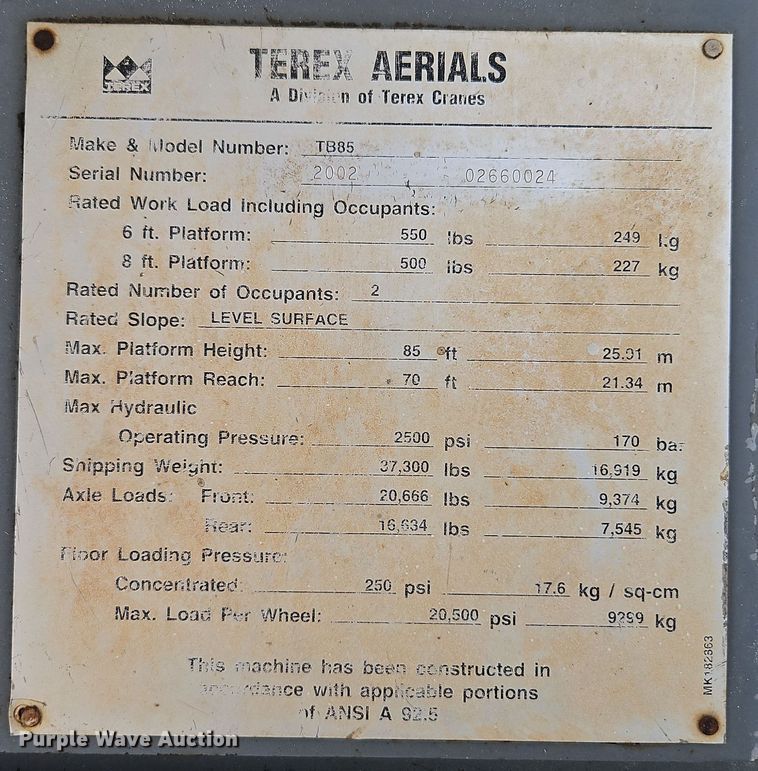 TEREX
TEREX AERIALS
A Division of Terex Cranes
Make & Model Number: TB85
Serial Number: 2002 02660024
Rated Work Load Including Occupants:
6 ft. Platform: 550 lbs 249 kg
8 ft. Platform: 500 lbs 227 kg
Rated Number of Occupants: 2
Rated Slope: LEVEL SURFACE
Max. Platform Height: 85 ft 25.91 m
Max. Platform Reach: 70 ft 21.34 m
Max Hydraulic
Operating Pressure: 2500 psi 170 bar
Shipping Weight: 37,300 lbs 16,919 kg
Axle Loads: Front: 20,666 lbs 9,374 kg
Rear: 16,634 lbs 7,545 kg
Floor Loading Pressure:
Concentrated: 250 psi 17.6 kg / sq-cm
Max. Load Per Wheel: 20,500 psi 9299 kg
This machine has been constructed in
accordance with applicable portions
of ANSI A 92.5
MK182363
Purple Wave Auction